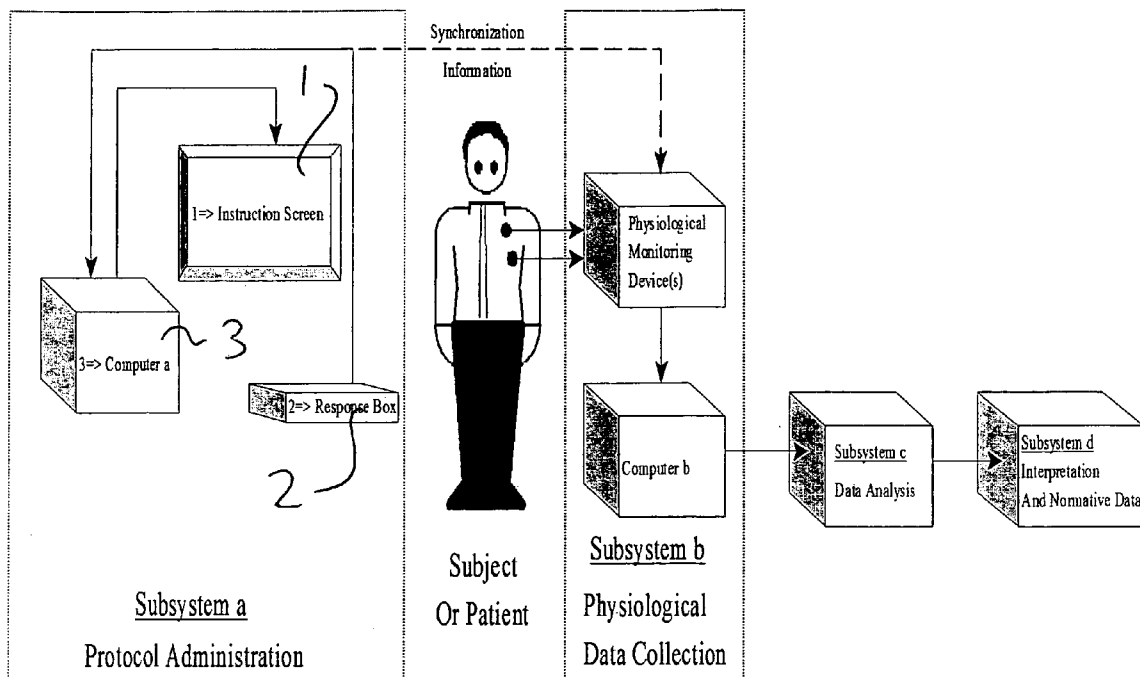 Synchronization
Information
1
1=> Instruction Screen
3=> Computer a
3
2=> Response Box
2
Subsystem a
Protocol Administration
Subject
Or Patient
Physiological
Monitoring
Device(s)
Computer b
Subsystem b
Physiological
Data Collection
Subsystem c
Data Analysis
Subsystem d
Interpretation
And Normative Data